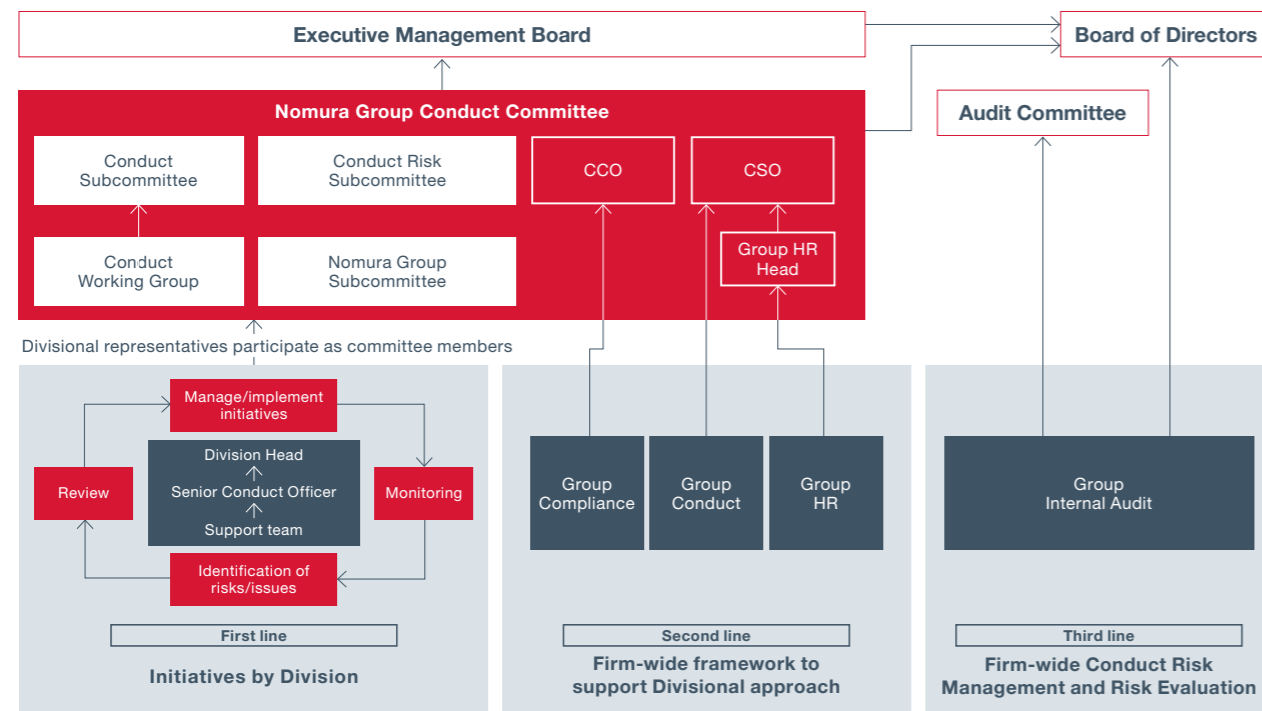 Executive Management Board
Board of Directors
Nomura Group Conduct Committee
Audit Committee
Conduct
Subcommittee
Conduct Risk
Subcommittee
CCO
CSO
Conduct
Working Group
Nomura Group
Subcommittee
Group HR
Head
Divisional representatives participate as committee members
Manage/implement
initiatives
Division Head
Senior Conduct Officer
Support team
Review
Monitoring
Identification of
risks/issues
First line
Initiatives by Division
Group
Compliance
Group
Conduct
Group
HR
Second line
Firm-wide framework to
support Divisional approach
Group
Internal Audit
Third line
Firm-wide Conduct Risk
Management and Risk Evaluation